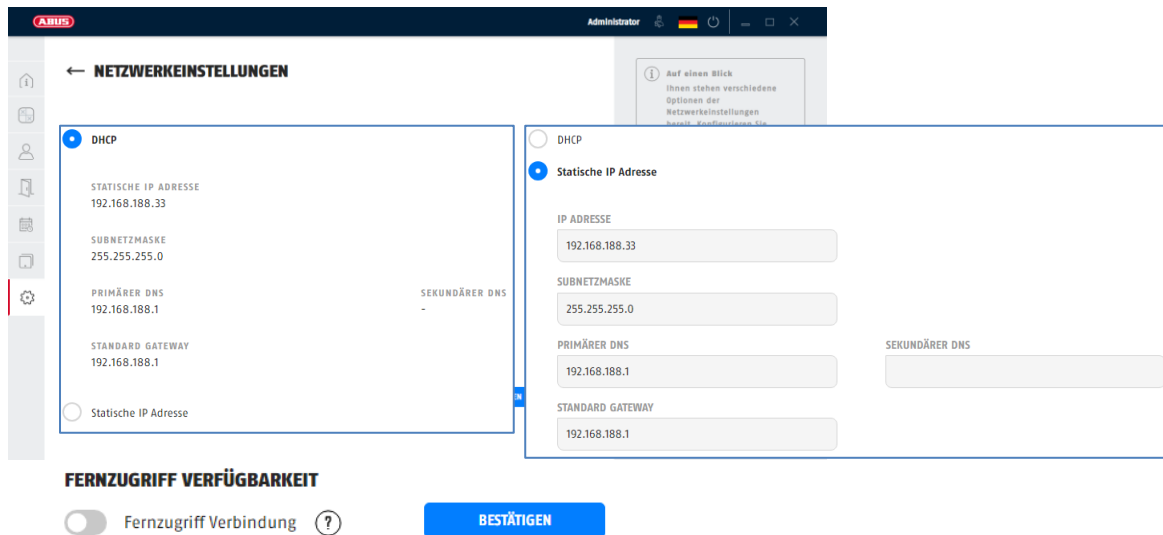 ABUS
Administrator
← NETZWERKEINSTELLUNGEN
Auf einen Blick
Ihnen stehen verschiedene
Optionen der
Netzwerkeinstellungen
bereit. Konfigurieren Sie
DHCP
STATISCHE IP ADRESSE
192.168.188.33
SUBNETZMASKE
255.255.255.0
PRIMÄRER DNS
192.168.188.1
SEKUNDÄRER DNS
-
STANDARD GATEWAY
192.168.188.1
Statische IP Adresse
EN
DHCP
Statische IP Adresse
IP ADRESSE
192.168.188.33
SUBNETZMASKE
255.255.255.0
PRIMÄRER DNS
192.168.188.1
SEKUNDÄRER DNS
STANDARD GATEWAY
192.168.188.1
FERNZUGRIFF VERFÜGBARKEIT
Fernzugriff Verbindung ?
BESTÄTIGEN